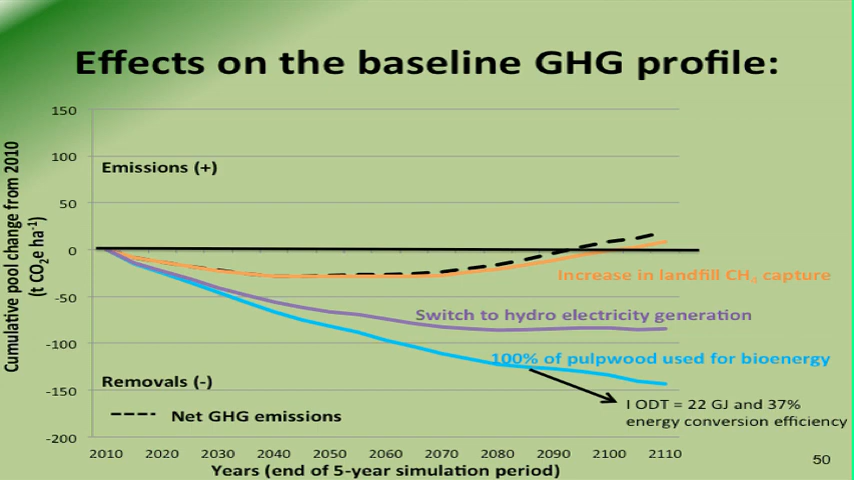 Effects on the baseline GHG profile:
Cumulative pool change from 2010
(t CO₂e ha⁻¹)
150
100
50
0
-50
-100
-150
-200
Emissions (+)
Increase in landfill CH₄ capture
Switch to hydro electricity generation
100% of pulpwood used for bioenergy
Removals (-)
Net GHG emissions
I ODT = 22 GJ and 37%
energy conversion efficiency
2010 2020 2030 2040 2050 2060 2070 2080 2090 2100 2110
Years (end of 5-year simulation period)
50